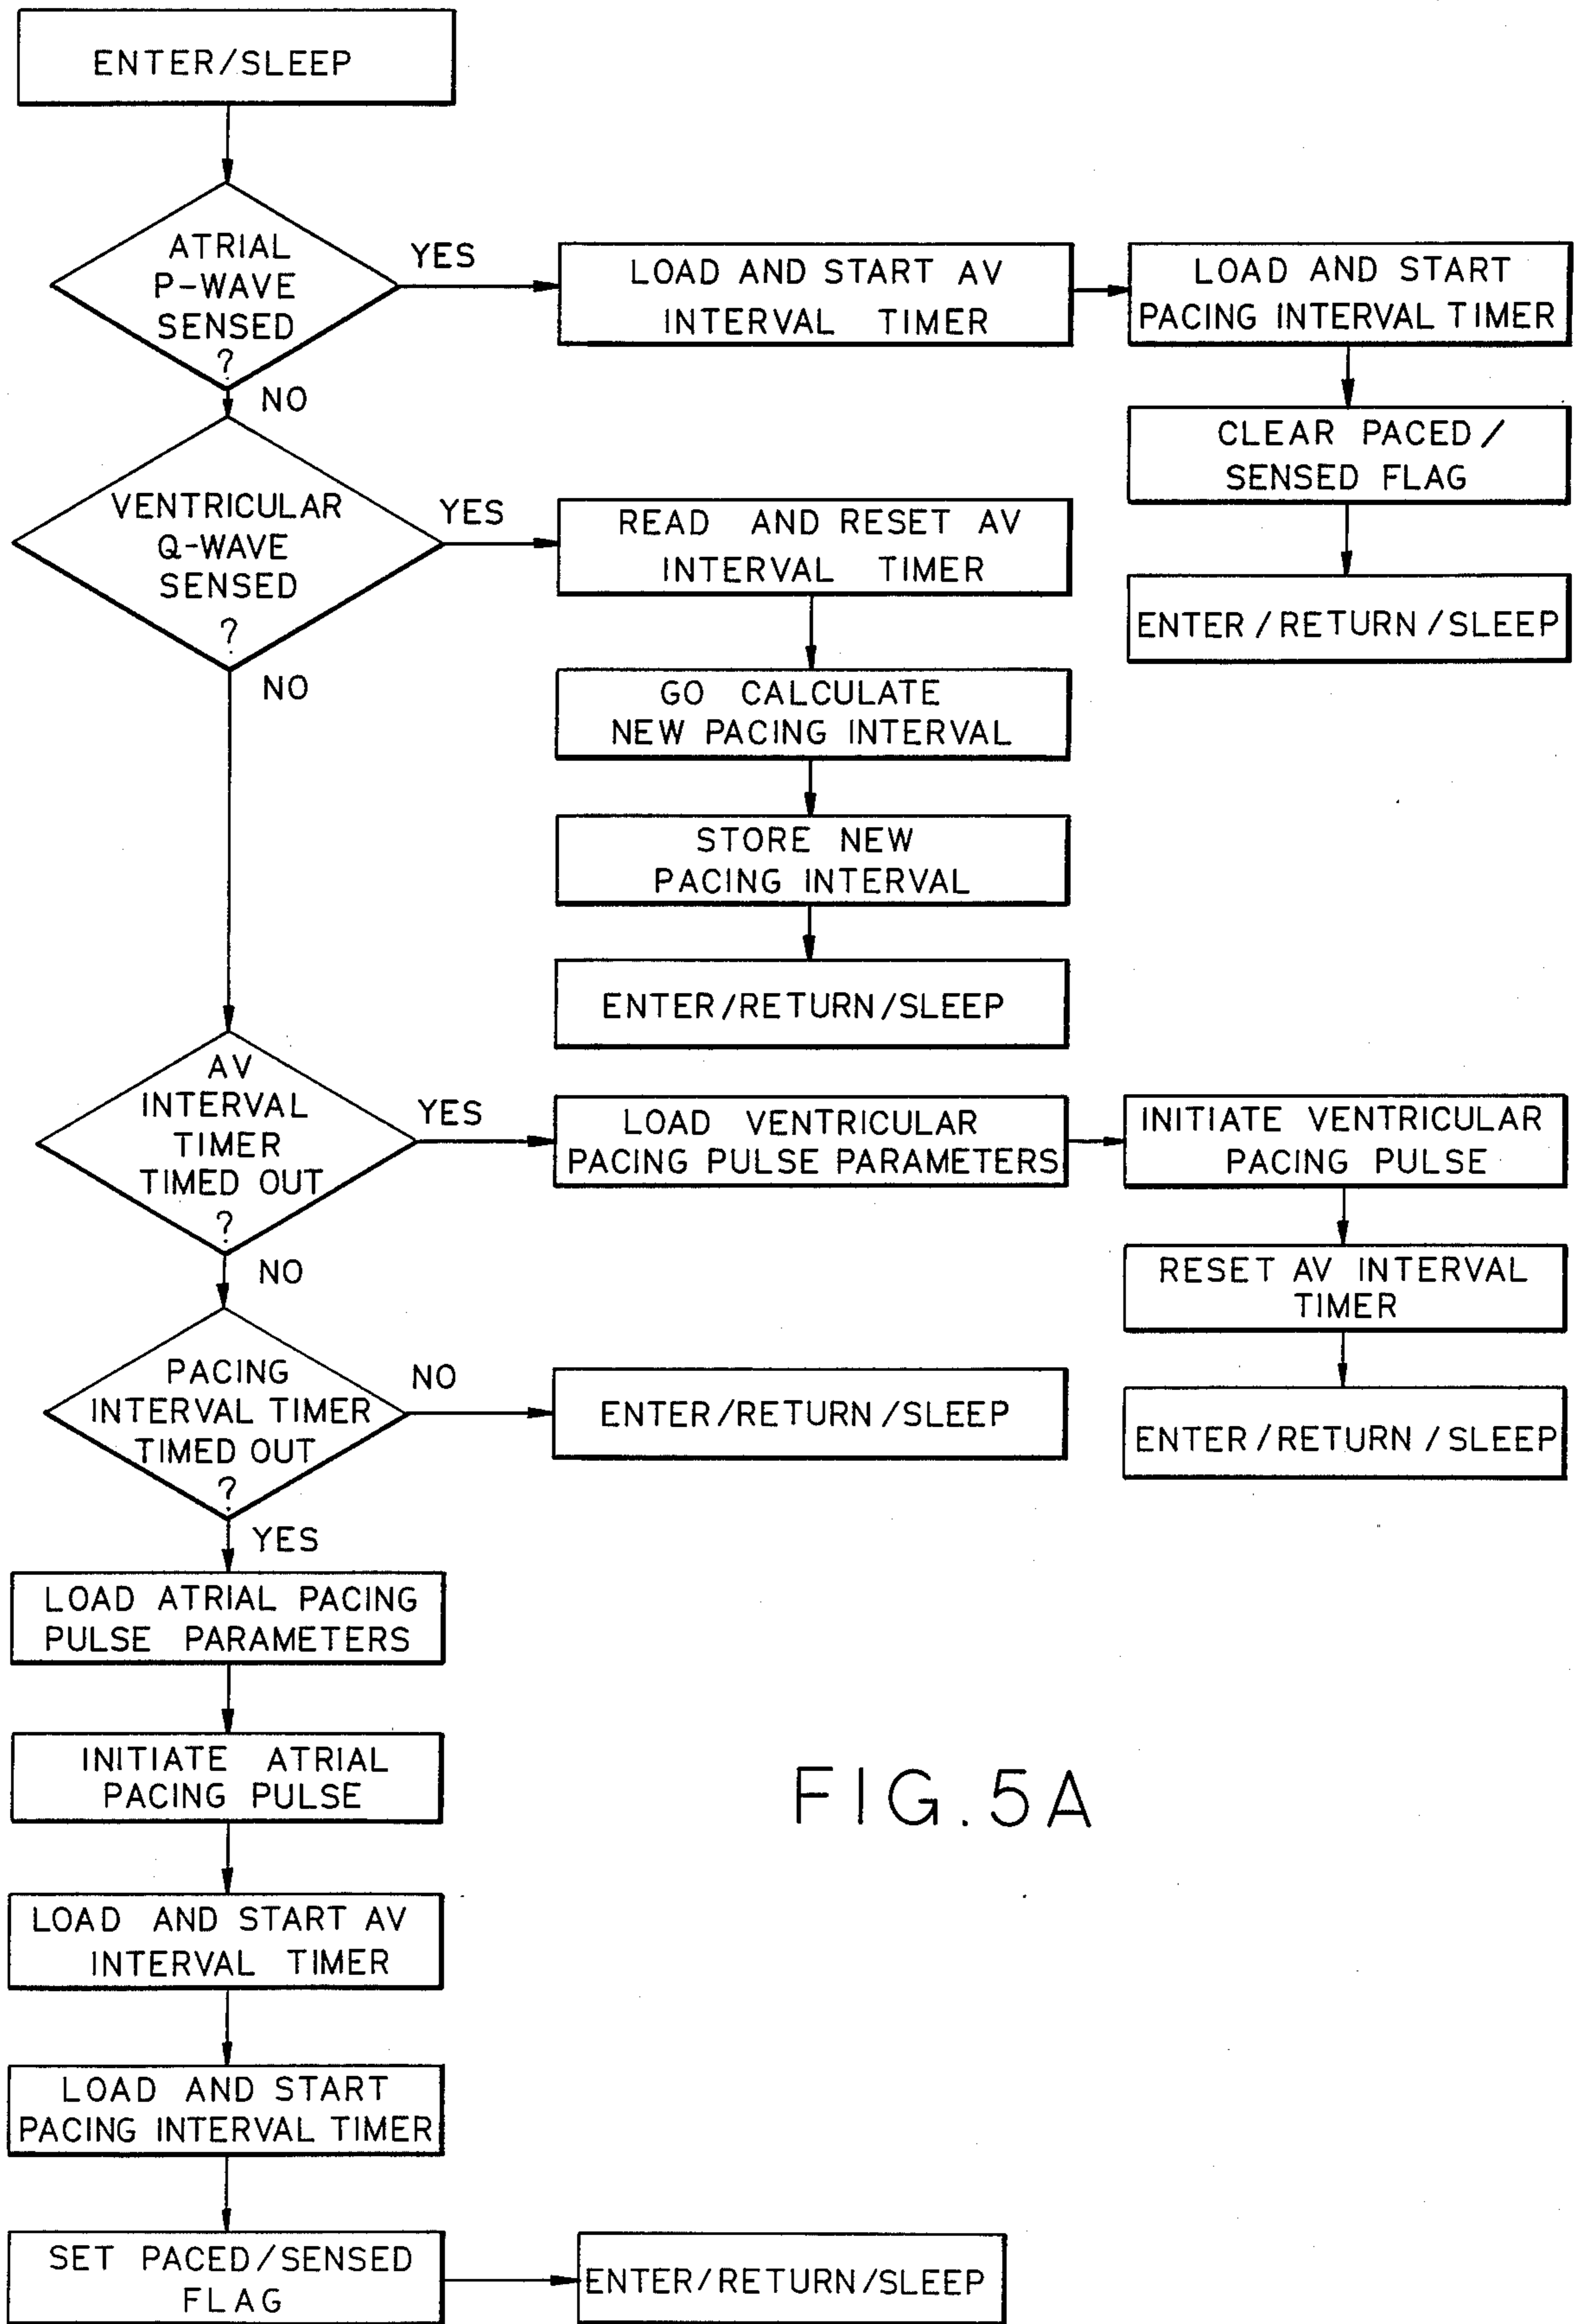 ENTER/SLEEP
ATRIAL
P-WAVE
SENSED
?
YES
LOAD AND START AV
INTERVAL TIMER
LOAD AND START
PACING INTERVAL TIMER
CLEAR PACED/
SENSED FLAG
ENTER/RETURN/SLEEP
NO
VENTRICULAR
Q-WAVE
SENSED
?
YES
READ AND RESET AV
INTERVAL TIMER
GO CALCULATE
NEW PACING INTERVAL
STORE NEW
PACING INTERVAL
ENTER/RETURN/SLEEP
NO
AV
INTERVAL
TIMER
TIMED OUT
?
YES
LOAD VENTRICULAR
PACING PULSE PARAMETERS
INITIATE VENTRICULAR
PACING PULSE
RESET AV INTERVAL
TIMER
ENTER/RETURN/SLEEP
NO
PACING
INTERVAL TIMER
TIMED OUT
?
NO
ENTER/RETURN/SLEEP
YES
LOAD ATRIAL PACING
PULSE PARAMETERS
INITIATE ATRIAL
PACING PULSE
LOAD AND START AV
INTERVAL TIMER
LOAD AND START
PACING INTERVAL TIMER
SET PACED/SENSED
FLAG
ENTER/RETURN/SLEEP
FIG.5A